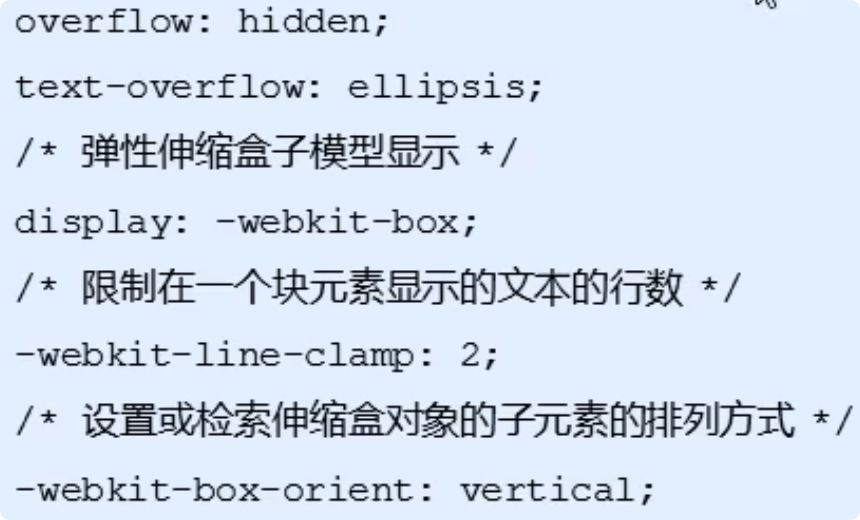 overflow: hidden;
text-overflow: ellipsis;
/* 弹性伸缩盒子模型显示 */
display: -webkit-box;
/* 限制在一个块元素显示的文本的行数 */
-webkit-line-clamp: 2;
/* 设置或检索伸缩盒对象的子元素的排列方式 */
-webkit-box-orient: vertical;